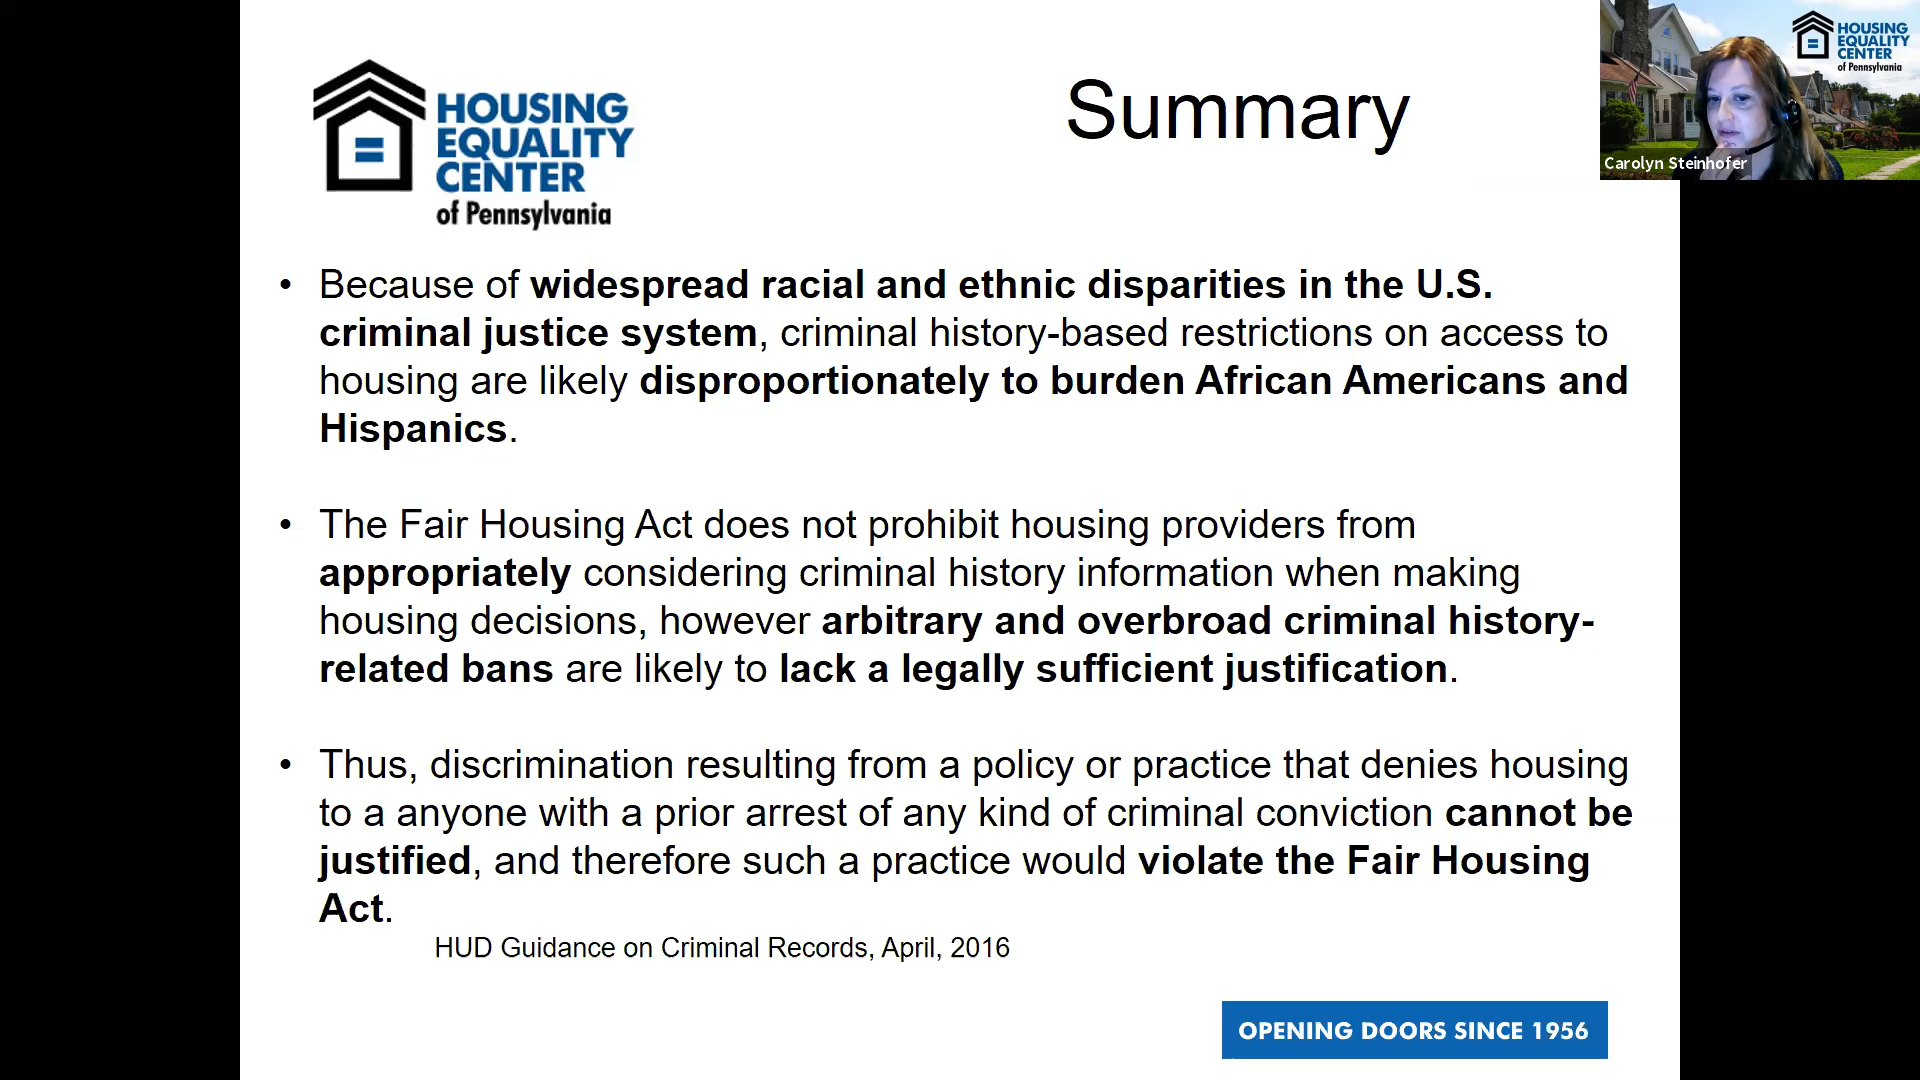 HOUSING
EQUALITY
CENTER
of Pennsylvania
Summary
HOUSING
EQUALITY
CENTER
of Pennsylvania
Carolyn Steinhofer
• Because of widespread racial and ethnic disparities in the U.S.
criminal justice system, criminal history-based restrictions on access to
housing are likely disproportionately to burden African Americans and
Hispanics.
• The Fair Housing Act does not prohibit housing providers from
appropriately considering criminal history information when making
housing decisions, however arbitrary and overbroad criminal history-
related bans are likely to lack a legally sufficient justification.
• Thus, discrimination resulting from a policy or practice that denies housing
to a anyone with a prior arrest of any kind of criminal conviction cannot be
justified, and therefore such a practice would violate the Fair Housing
Act.
HUD Guidance on Criminal Records, April, 2016
OPENING DOORS SINCE 1956